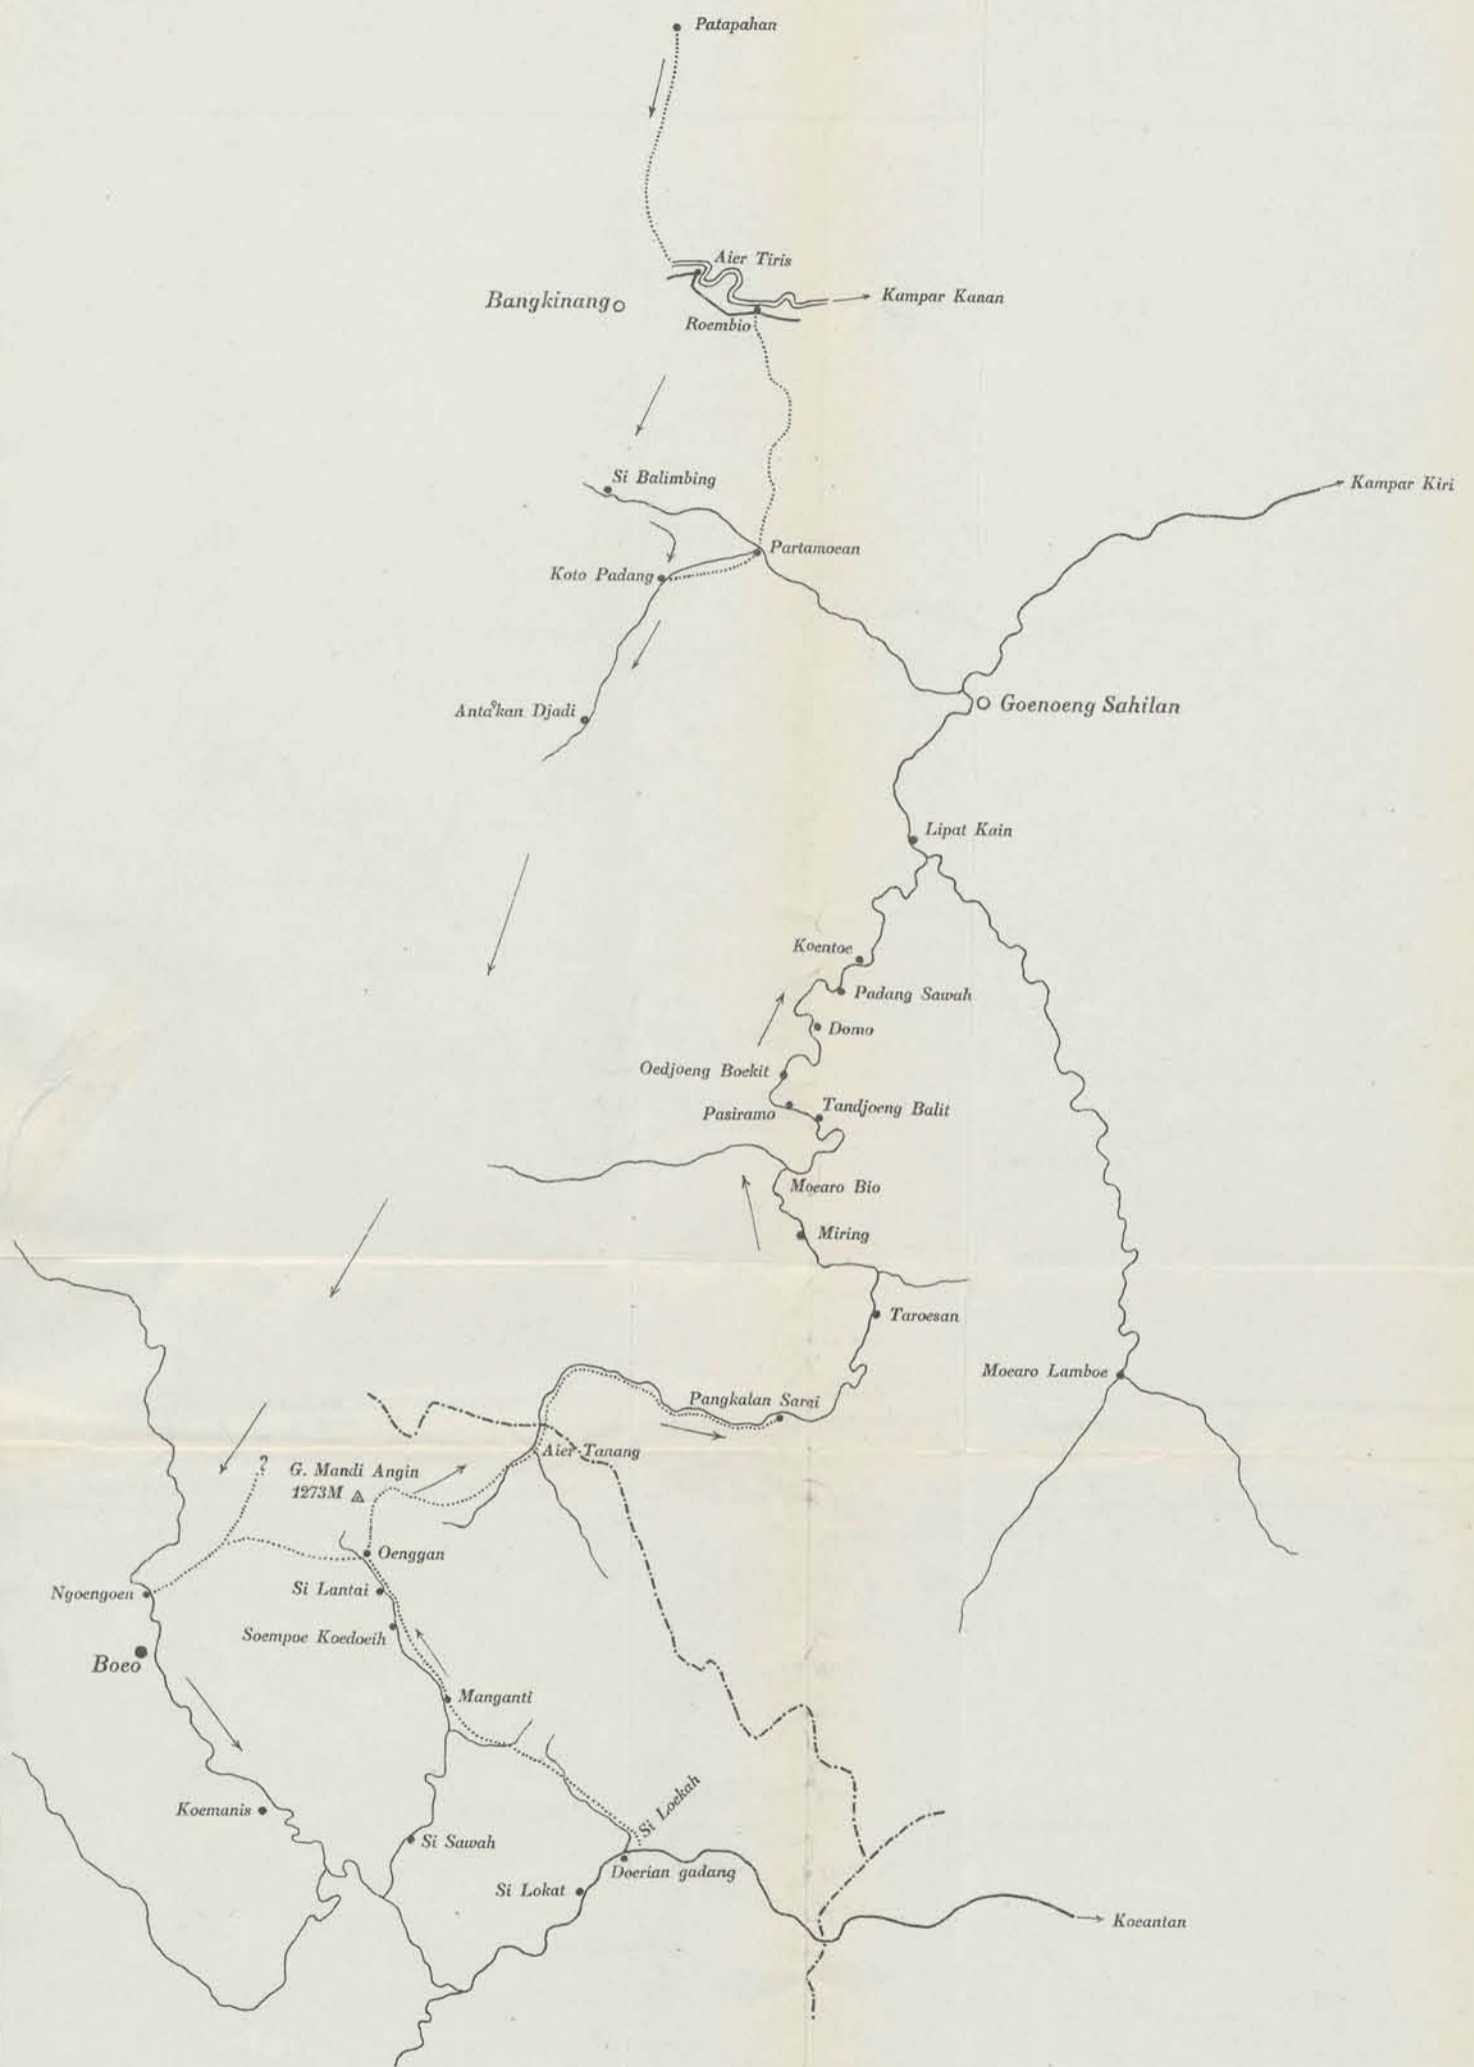 Patapahan
Aier Tiris
Kampar Kanan
Bangkinang
Roembio
Si Balimbing
Kampar Kiri
Partamoean
Koto Padang
Goenoeng Sahilan
Antaʾkan Djadi
Lipat Kain
Koentoe
Padang Sawah
Domo
Oedjoeng Boekit
Pasiramo
Tandjoeng Balit
Moearo Bio
Miring
Taroesan
Moearo Lamboe
Pangkalan Sarai
Aier Tanang
?
G. Mandi Angin
1273M
Oenggan
Ngoengoen
Si Lantai
Soempoe Koedoeih
Boeo
Manganti
Si Loekah
Koemanis
Si Sawah
Doerian gadang
Si Lokat
Koeantan